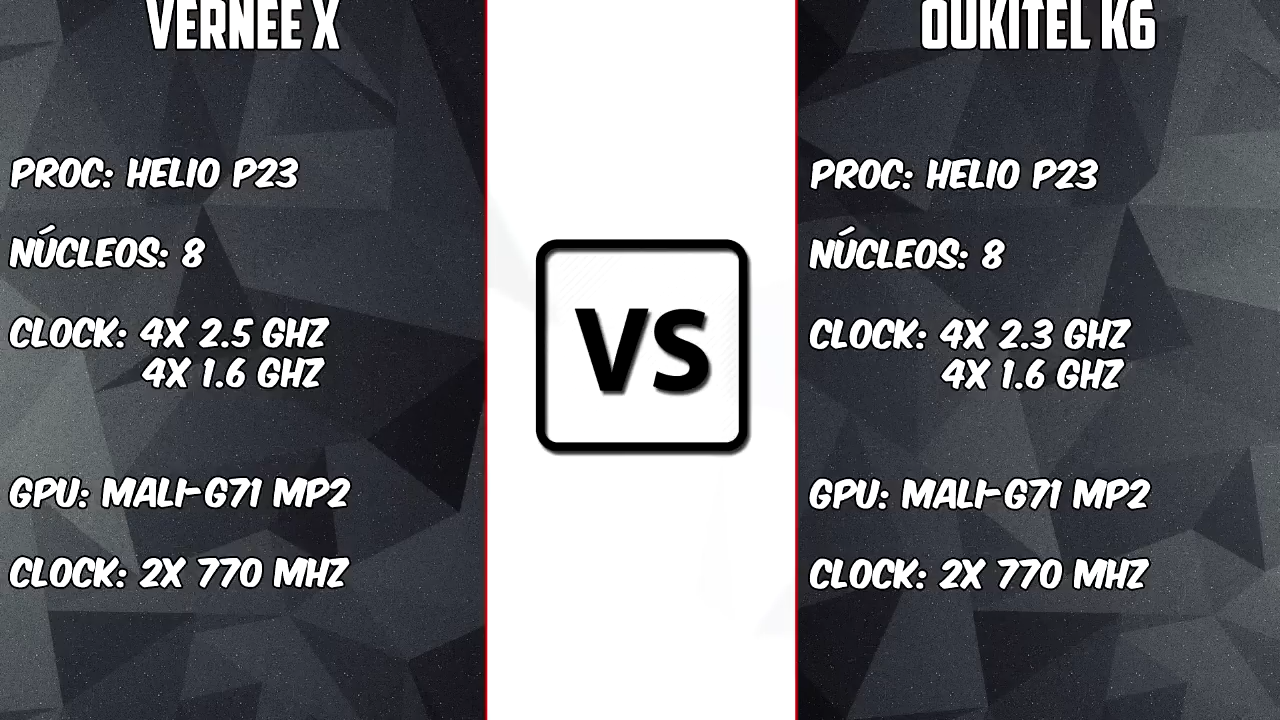 VERNEE X
PROC: HELIO P23
NÚCLEOS: 8
CLOCK: 4X 2.5 GHZ
4X 1.6 GHZ
GPU: MALI-G71 MP2
CLOCK: 2X 770 MHZ
VS
OUKITEL K6
PROC: HELIO P23
NÚCLEOS: 8
CLOCK: 4X 2.3 GHZ
4X 1.6 GHZ
GPU: MALI-G71 MP2
CLOCK: 2X 770 MHZ